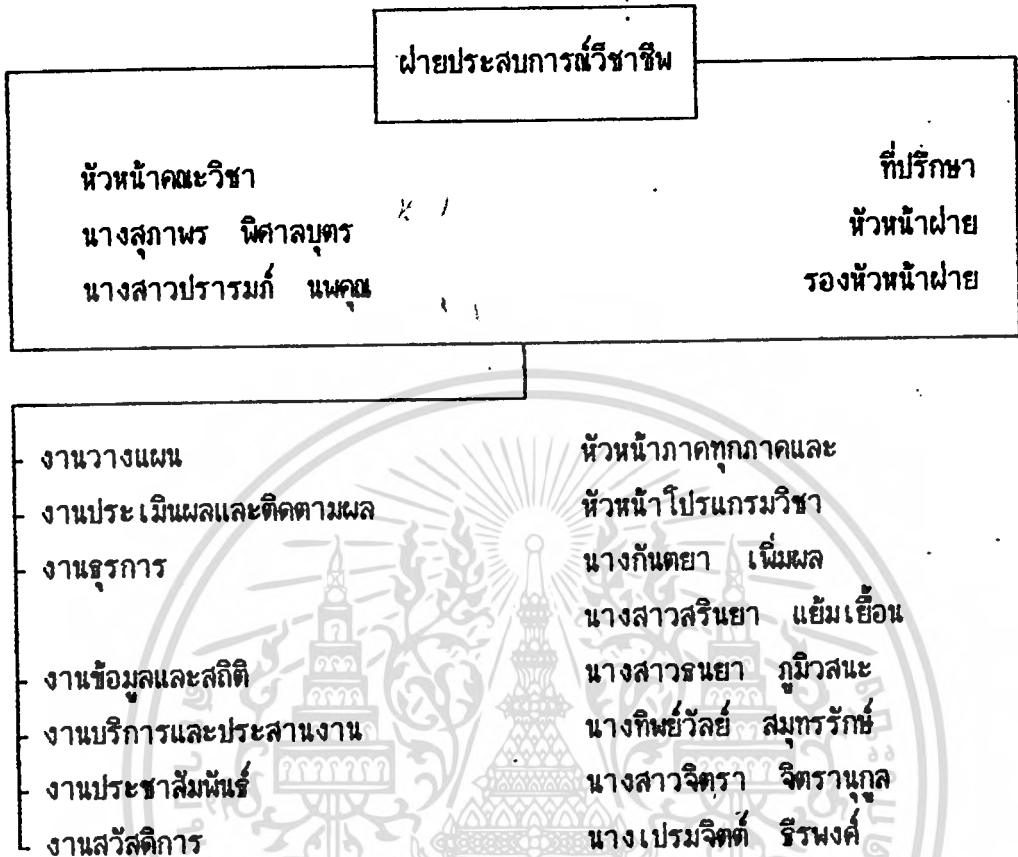 ฝ่ายประสบการณ์วิชาชีพ
หัวหน้าคณะวิชา ที่ปรึกษา
นางสุภาพร พิศาลบุตร หัวหน้าฝ่าย
นางสาวปรารมภ์ นพคุณ รองหัวหน้าฝ่าย
งานวางแผน หัวหน้าภาคทุกภาคและ
งานประเมินผลและติดตามผล หัวหน้าโปรแกรมวิชา
งานธุรการ นางกันตยา เพิ่มผล
นางสาวสรินยา แย้มเยื้อน
งานข้อมูลและสถิติ นางสาวธนยา ภูมิวสนะ
งานบริการและประสานงาน นางทิพย์วัลย์ สมุทรรักษ์
งานประชาสัมพันธ์ นางสาวจิตรา จิตรานุกูล
งานสวัสดิการ นางเปรมจิตต์ ธีรพงค์